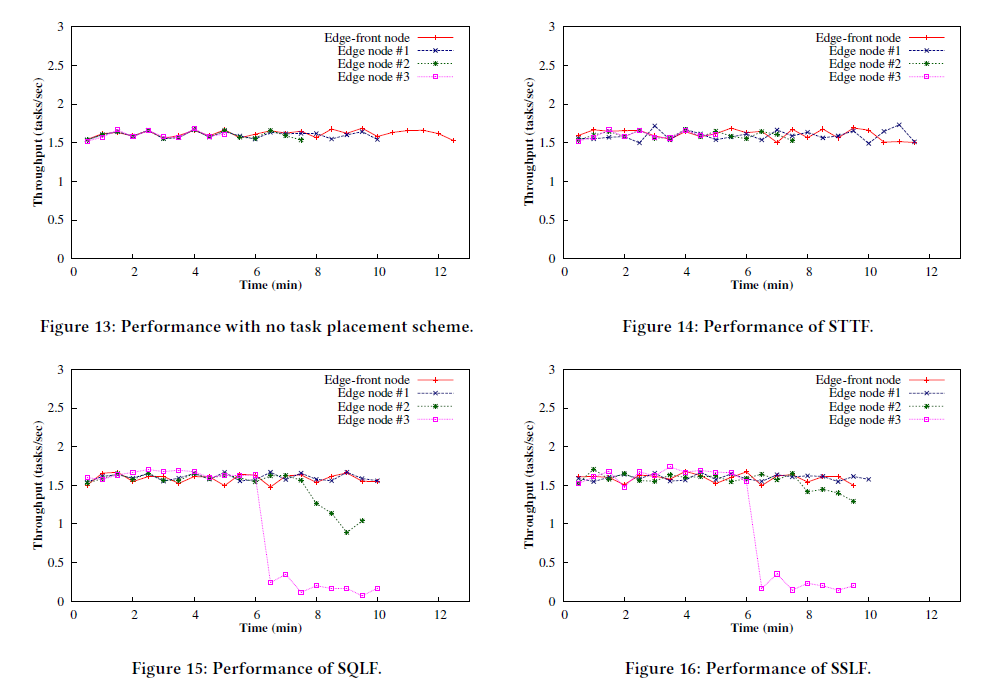 3
2.5
2
1.5
1
0.5
0
0 2 4 6 8 10 12
Throughput (tasks/sec)
Time (min)
Edge-front node
Edge node #1
Edge node #2
Edge node #3
Figure 13: Performance with no task placement scheme.
3
2.5
2
1.5
1
0.5
0
0 2 4 6 8 10 12
Throughput (tasks/sec)
Time (min)
Edge-front node
Edge node #1
Edge node #2
Edge node #3
Figure 14: Performance of STTF.
3
2.5
2
1.5
1
0.5
0
0 2 4 6 8 10 12
Throughput (tasks/sec)
Time (min)
Edge-front node
Edge node #1
Edge node #2
Edge node #3
Figure 15: Performance of SQLF.
3
2.5
2
1.5
1
0.5
0
0 2 4 6 8 10 12
Throughput (tasks/sec)
Time (min)
Edge-front node
Edge node #1
Edge node #2
Edge node #3
Figure 16: Performance of SSLF.